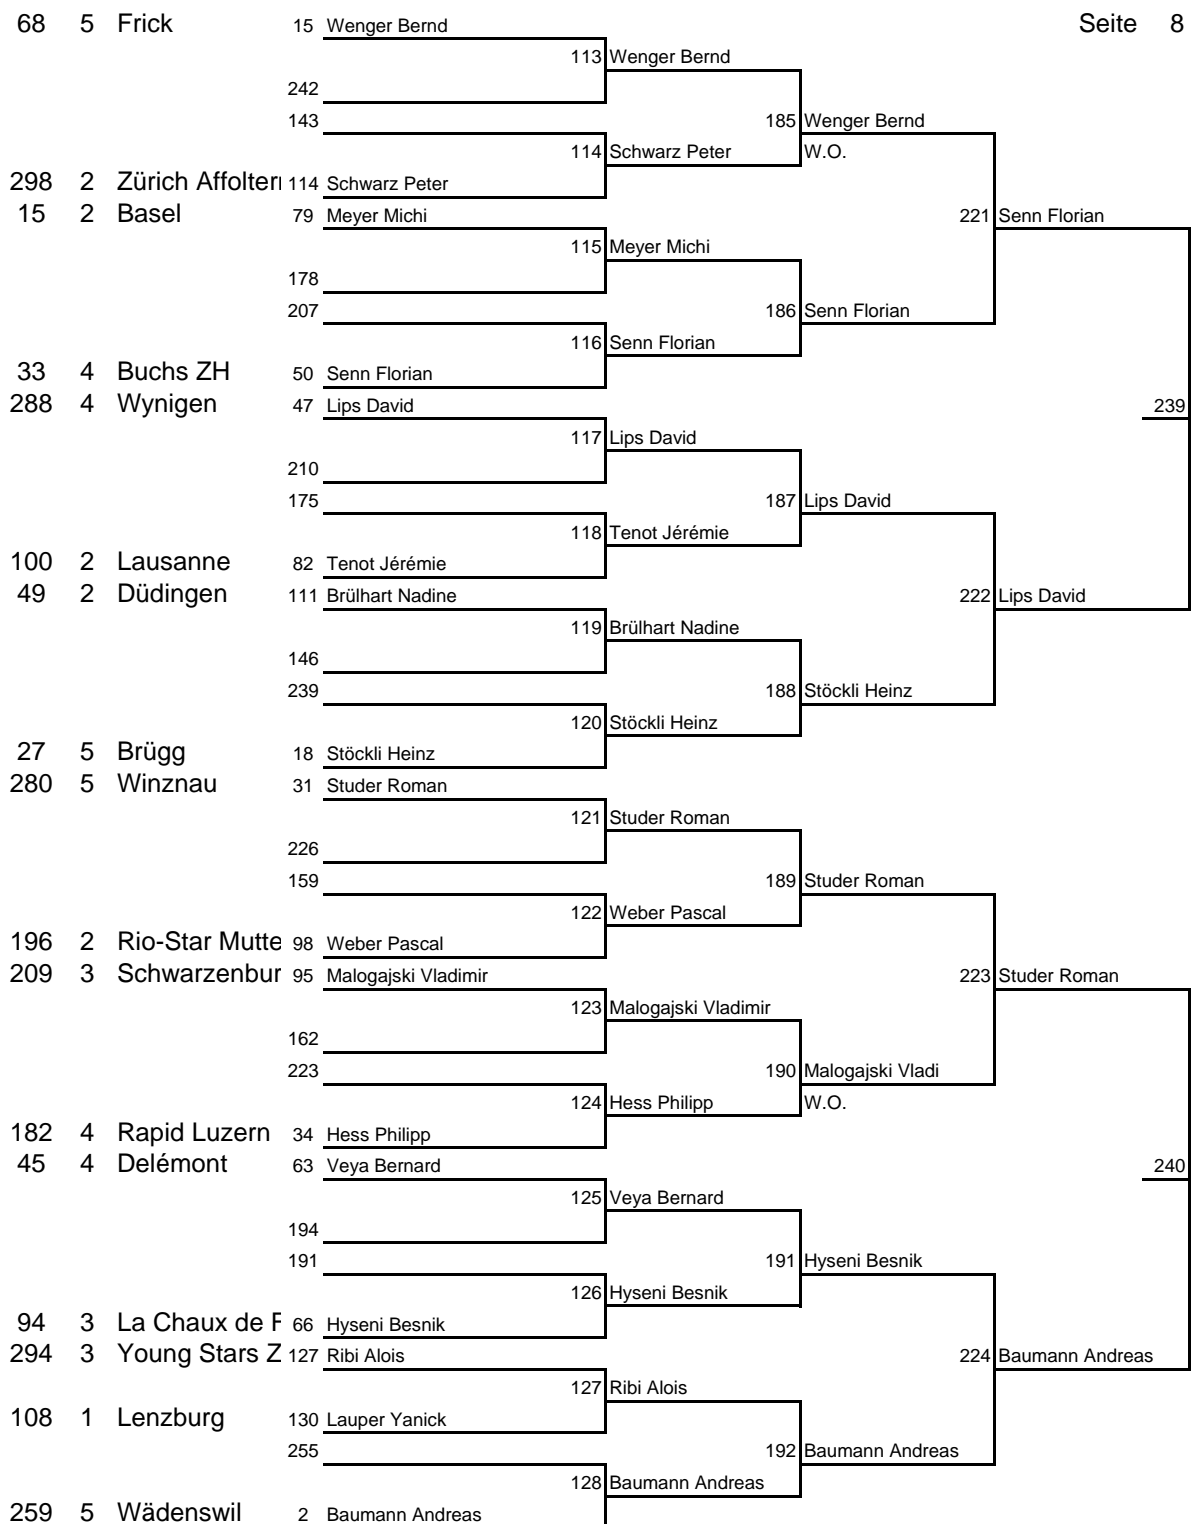 68 5 Frick 15 Wenger Bernd Seite 8
113 Wenger Bernd
242
143 185 Wenger Bernd
114 Schwarz Peter W.O.
298 2 Zürich Affolter 114 Schwarz Peter
15 2 Basel 79 Meyer Michi 221 Senn Florian
115 Meyer Michi
178
207 186 Senn Florian
116 Senn Florian
33 4 Buchs ZH 50 Senn Florian
288 4 Wynigen 47 Lips David 239
117 Lips David
210
175 187 Lips David
118 Tenot Jérémie
100 2 Lausanne 82 Tenot Jérémie
49 2 Düdingen 111 Brülhart Nadine 222 Lips David
119 Brülhart Nadine
146
239 188 Stöckli Heinz
120 Stöckli Heinz
27 5 Brügg 18 Stöckli Heinz
280 5 Winznau 31 Studer Roman
121 Studer Roman
226
159 189 Studer Roman
122 Weber Pascal
196 2 Rio-Star Mutte 98 Weber Pascal
209 3 Schwarzenbur 95 Malogajski Vladimir 223 Studer Roman
123 Malogajski Vladimir
162
223 190 Malogajski Vladi
124 Hess Philipp W.O.
182 4 Rapid Luzern 34 Hess Philipp
45 4 Delémont 63 Veya Bernard 240
125 Veya Bernard
194
191 191 Hyseni Besnik
126 Hyseni Besnik
94 3 La Chaux de F 66 Hyseni Besnik
294 3 Young Stars Z 127 Ribi Alois 224 Baumann Andreas
127 Ribi Alois
108 1 Lenzburg 130 Lauper Yanick
255 192 Baumann Andreas
128 Baumann Andreas
259 5 Wädenswil 2 Baumann Andreas